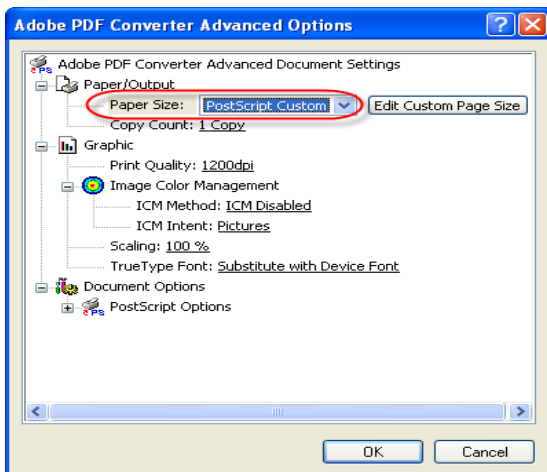 Adobe PDF Converter Advanced Options
Adobe PDF Converter Advanced Document Settings
Paper/Output
Paper Size: PostScript Custom Edit Custom Page Size
Copy Count: 1 Copy
Graphic
Print Quality: 1200dpi
Image Color Management
ICM Method: ICM Disabled
ICM Intent: Pictures
Scaling: 100 %
TrueType Font: Substitute with Device Font
Document Options
PostScript Options
OK Cancel